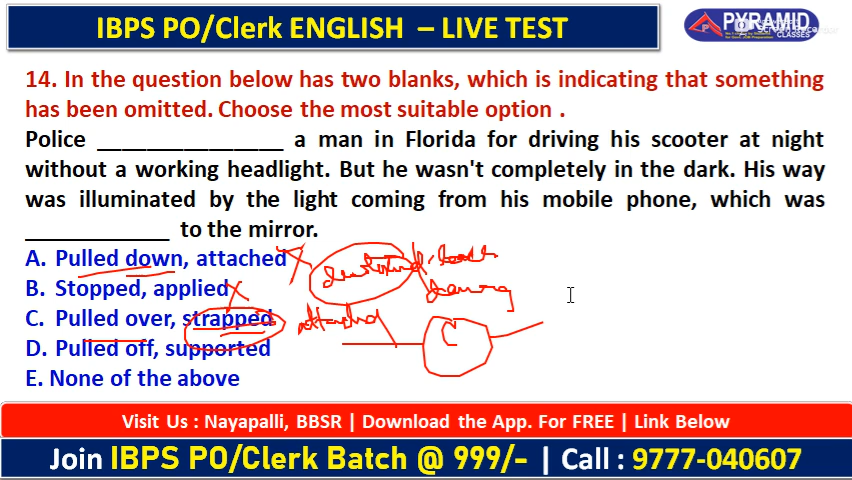 IBPS PO/Clerk ENGLISH – LIVE TEST
PYRAMID
CLASSES
14. In the question below has two blanks, which is indicating that something
has been omitted. Choose the most suitable option .
Police ________________ a man in Florida for driving his scooter at night
without a working headlight. But he wasn't completely in the dark. His way
was illuminated by the light coming from his mobile phone, which was
_____________ to the mirror.
A. Pulled down, attached
B. Stopped, applied
C. Pulled over, strapped
attached
C
D. Pulled off, supported
E. None of the above
Visit Us : Nayapalli, BBSR | Download the App. For FREE | Link Below
Join IBPS PO/Clerk Batch @ 999/- | Call : 9777-040607